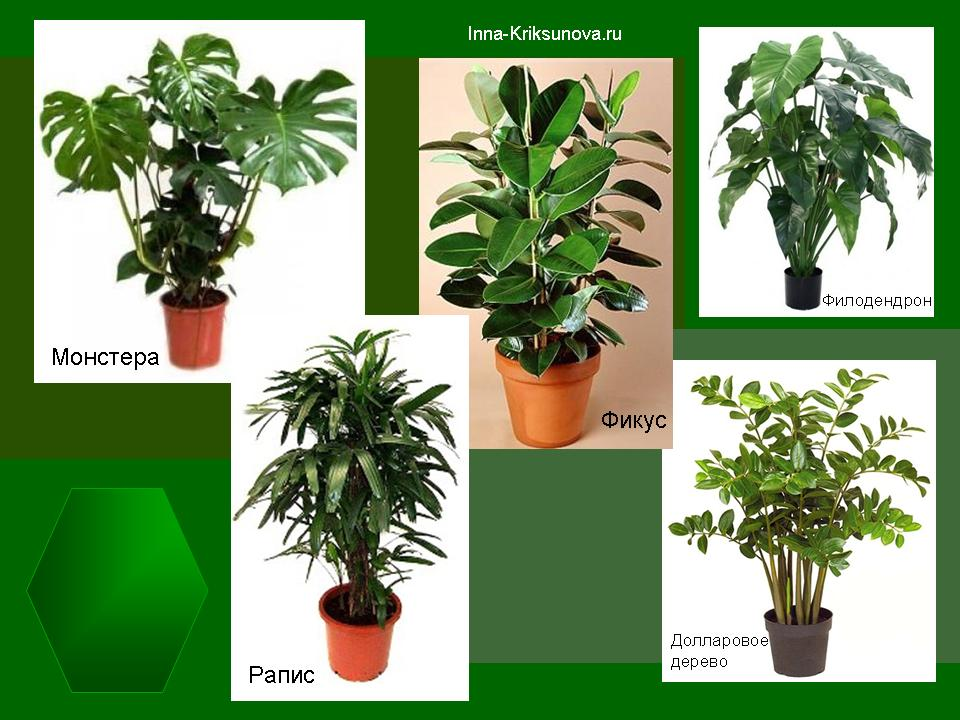 Inna-Kriksunova.ru
Филодендрон
Монстера
Фикус
Долларовое
дерево
Рапис